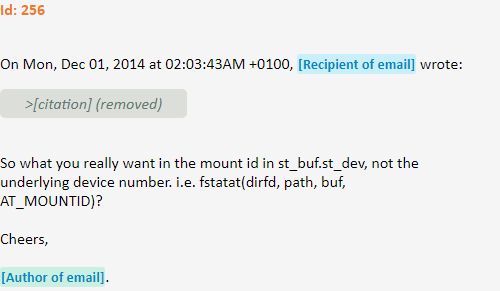 Id: 256
On Mon, Dec 01, 2014 at 02:03:43AM +0100, [Recipient of email] wrote:
>[citation] (removed)
So what you really want in the mount id in st_buf.st_dev, not the
underlying device number. i.e. fstatat(dirfd, path, buf,
AT_MOUNTID)?
Cheers,
[Author of email].